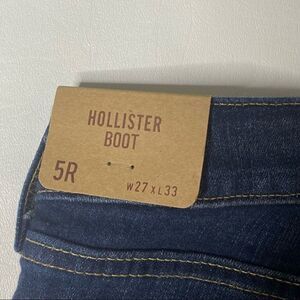 HOLLISTER
BOOT
5R
W27 X L33